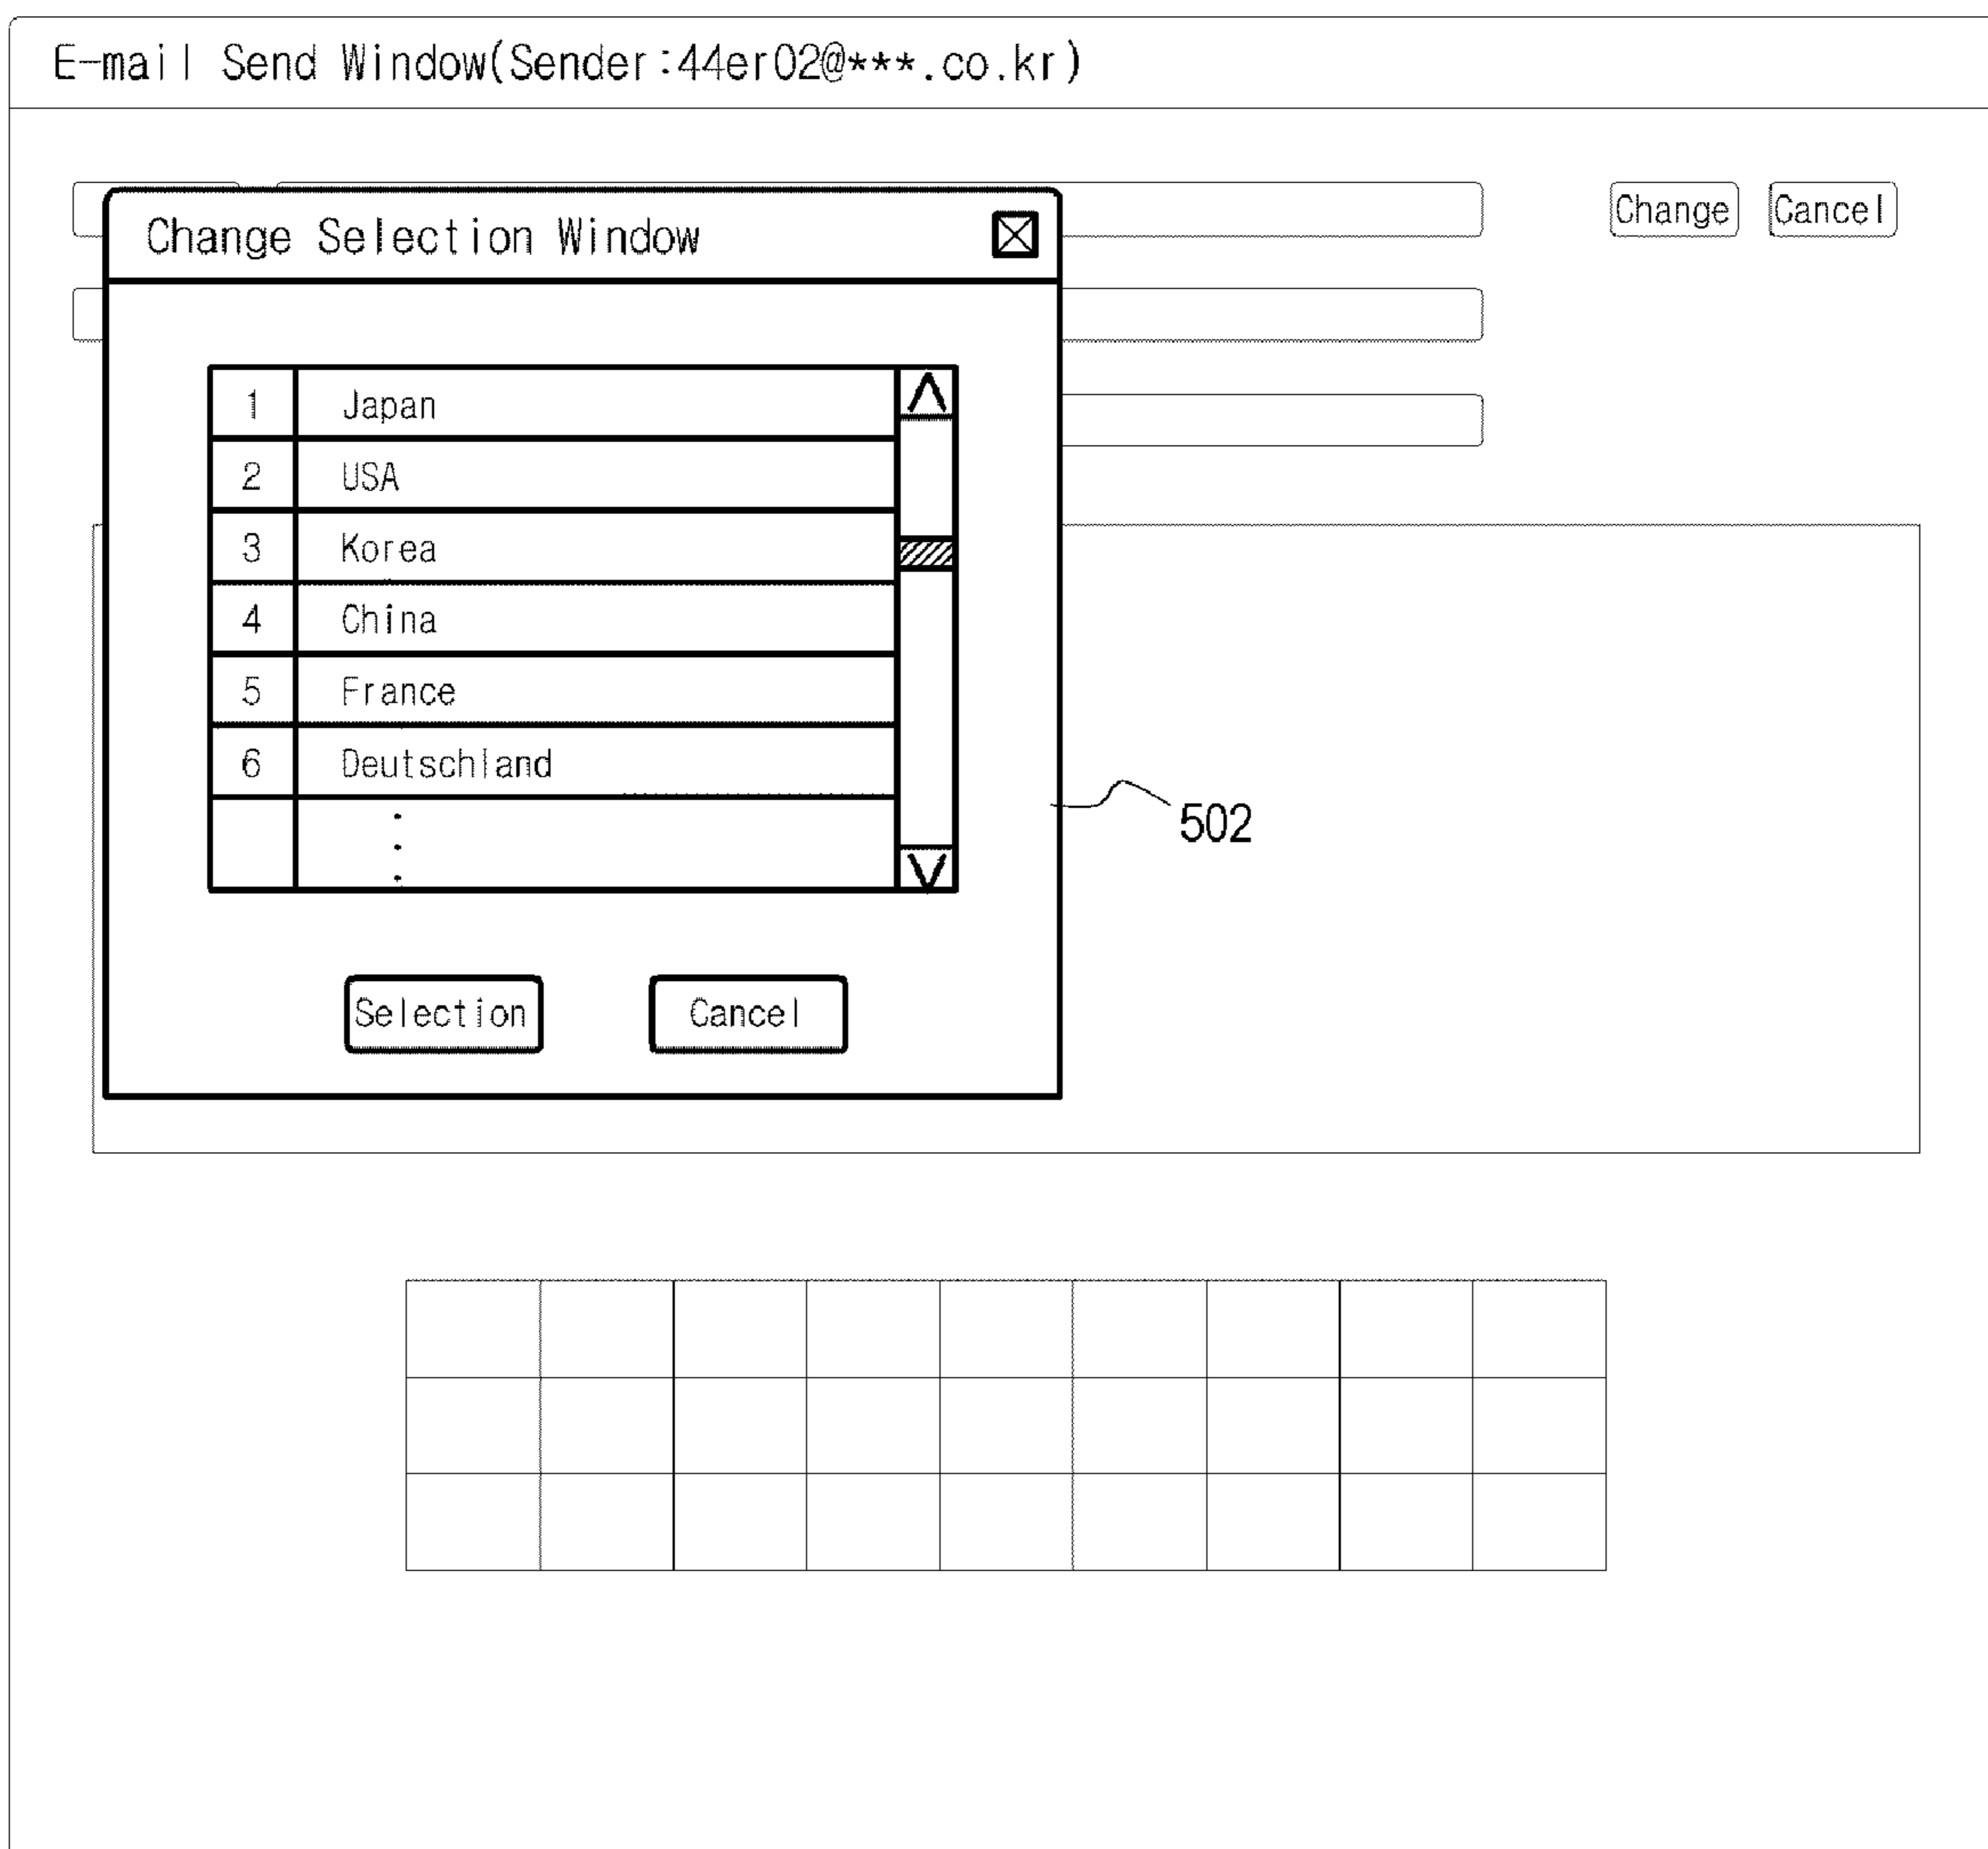 E-mail Send Window(Sender:44er02@***.co.kr)
Change Cancel
Change Selection Window
1 Japan
2 USA
3 Korea
4 China
5 France
6 Deutschland
502
Selection Cancel